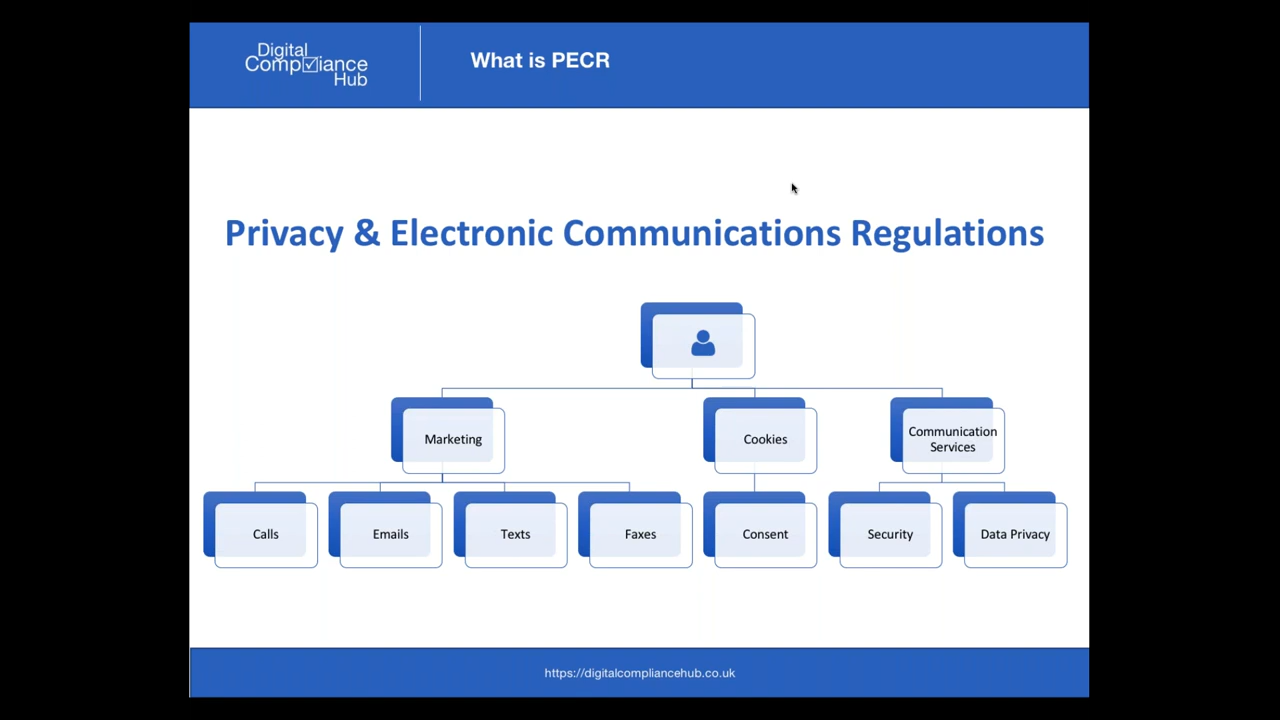 Digital
Compliance
Hub
What is PECR
Privacy & Electronic Communications Regulations
Marketing
Cookies
Communication
Services
Calls
Emails
Texts
Faxes
Consent
Security
Data Privacy
https://digitalcompliancehub.co.uk